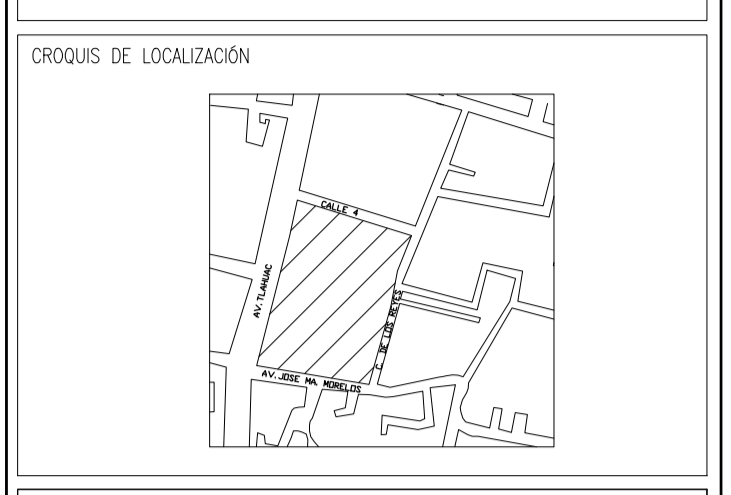 CROQUIS DE LOCALIZACIÓN
CALLE 4
AV. TLAHUAC
C. DE LOS REYES
AV. JOSE MA. MORELOS